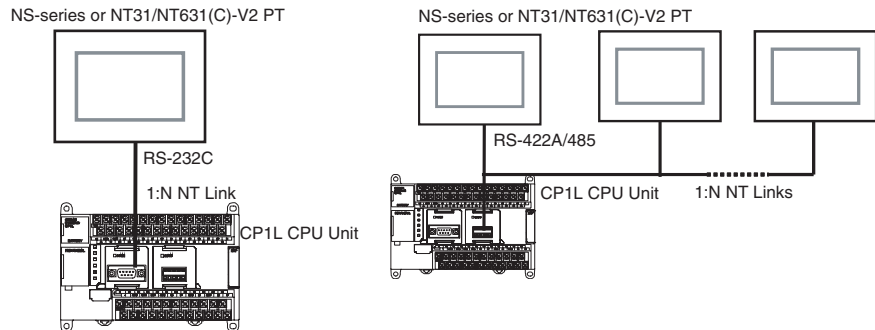 NS-series or NT31/NT631(C)-V2 PT
RS-232C
1:N NT Link
CP1L CPU Unit
NS-series or NT31/NT631(C)-V2 PT
RS-422A/485
CP1L CPU Unit
1:N NT Links